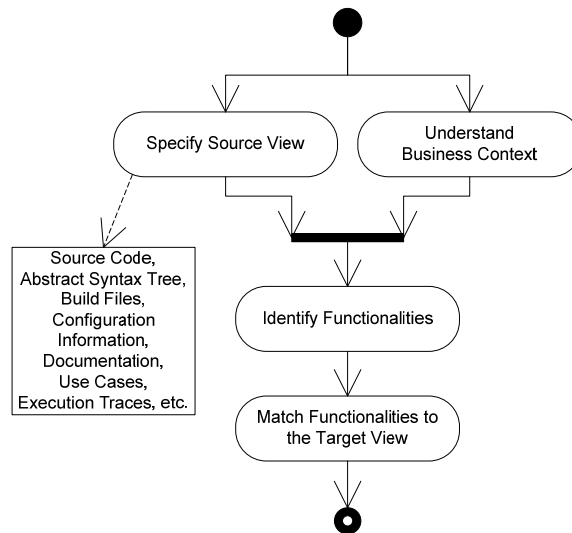 Specify Source View
Understand
Business Context
Source Code,
Abstract Syntax Tree,
Build Files,
Configuration
Information,
Documentation,
Use Cases,
Execution Traces, etc.
Identify Functionalities
Match Functionalities to
the Target View